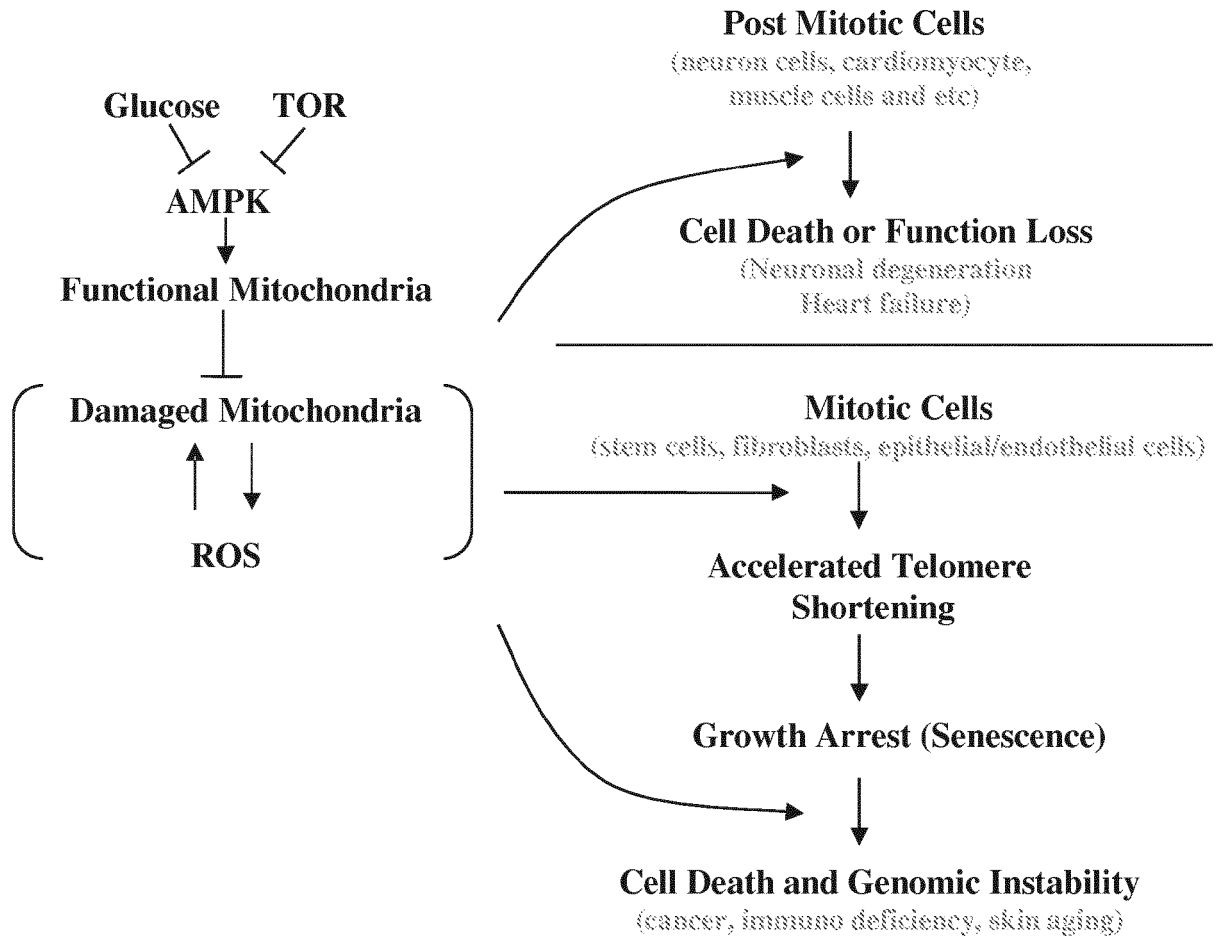 Glucose TOR
AMPK
Functional Mitochondria
Damaged Mitochondria
ROS
Post Mitotic Cells
(neuron cells, cardiomyocyte,
muscle cells and etc)
Cell Death or Function Loss
(Neuronal degeneration
Heart failure)
Mitotic Cells
(stem cells, fibroblasts, epithelial/endothelial cells)
Accelerated Telomere
Shortening
Growth Arrest (Senescence)
Cell Death and Genomic Instability
(cancer, immuno deficiency, skin aging)